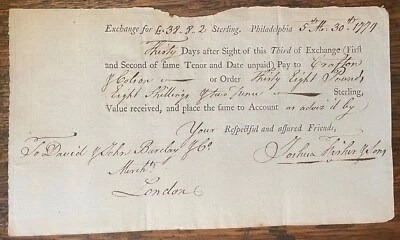 Exchange for £38.8.2 Sterling. Philadelphia 5th Mo. 30th 1774
Thirty Days after Sight of this Third of Exchange (First
and Second of same Tenor and Date unpaid) Pay to Crafton
& Colson or Order Thirty Eight Pounds
Eight Shillings & two Pence Sterling,
Value received, and place the same to Account as advis'd by
Your Respectful and assured Friends,
To David & John Barclay & Co
Joshua Fisher & Sons
Merchts
London